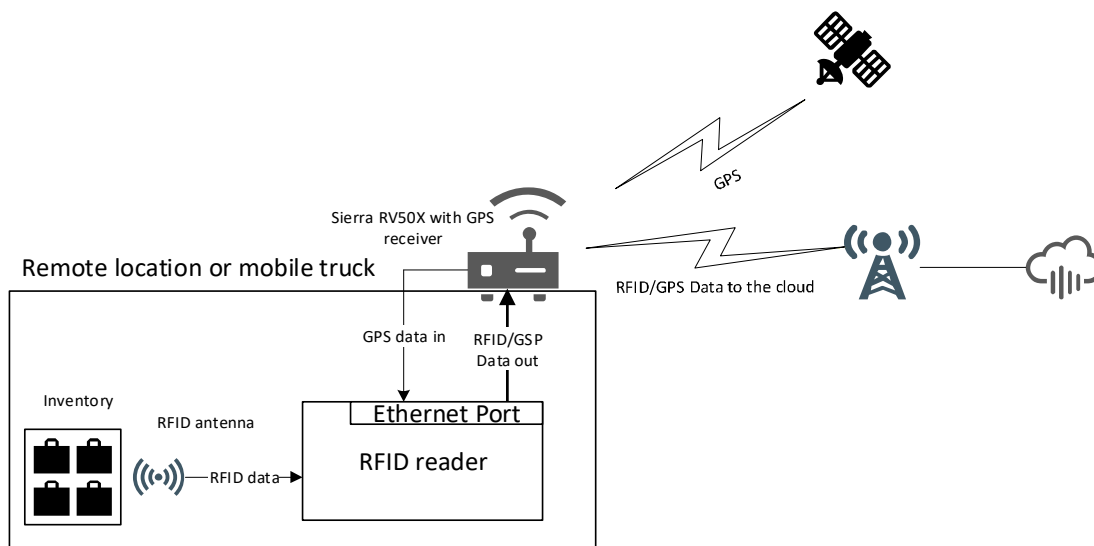 GPS
Sierra RV50X with GPS
receiver
Remote location or mobile truck
RFID/GPS Data to the cloud
GPS data in
RFID/GSP
Data out
Inventory
RFID antenna
Ethernet Port
RFID reader
RFID data